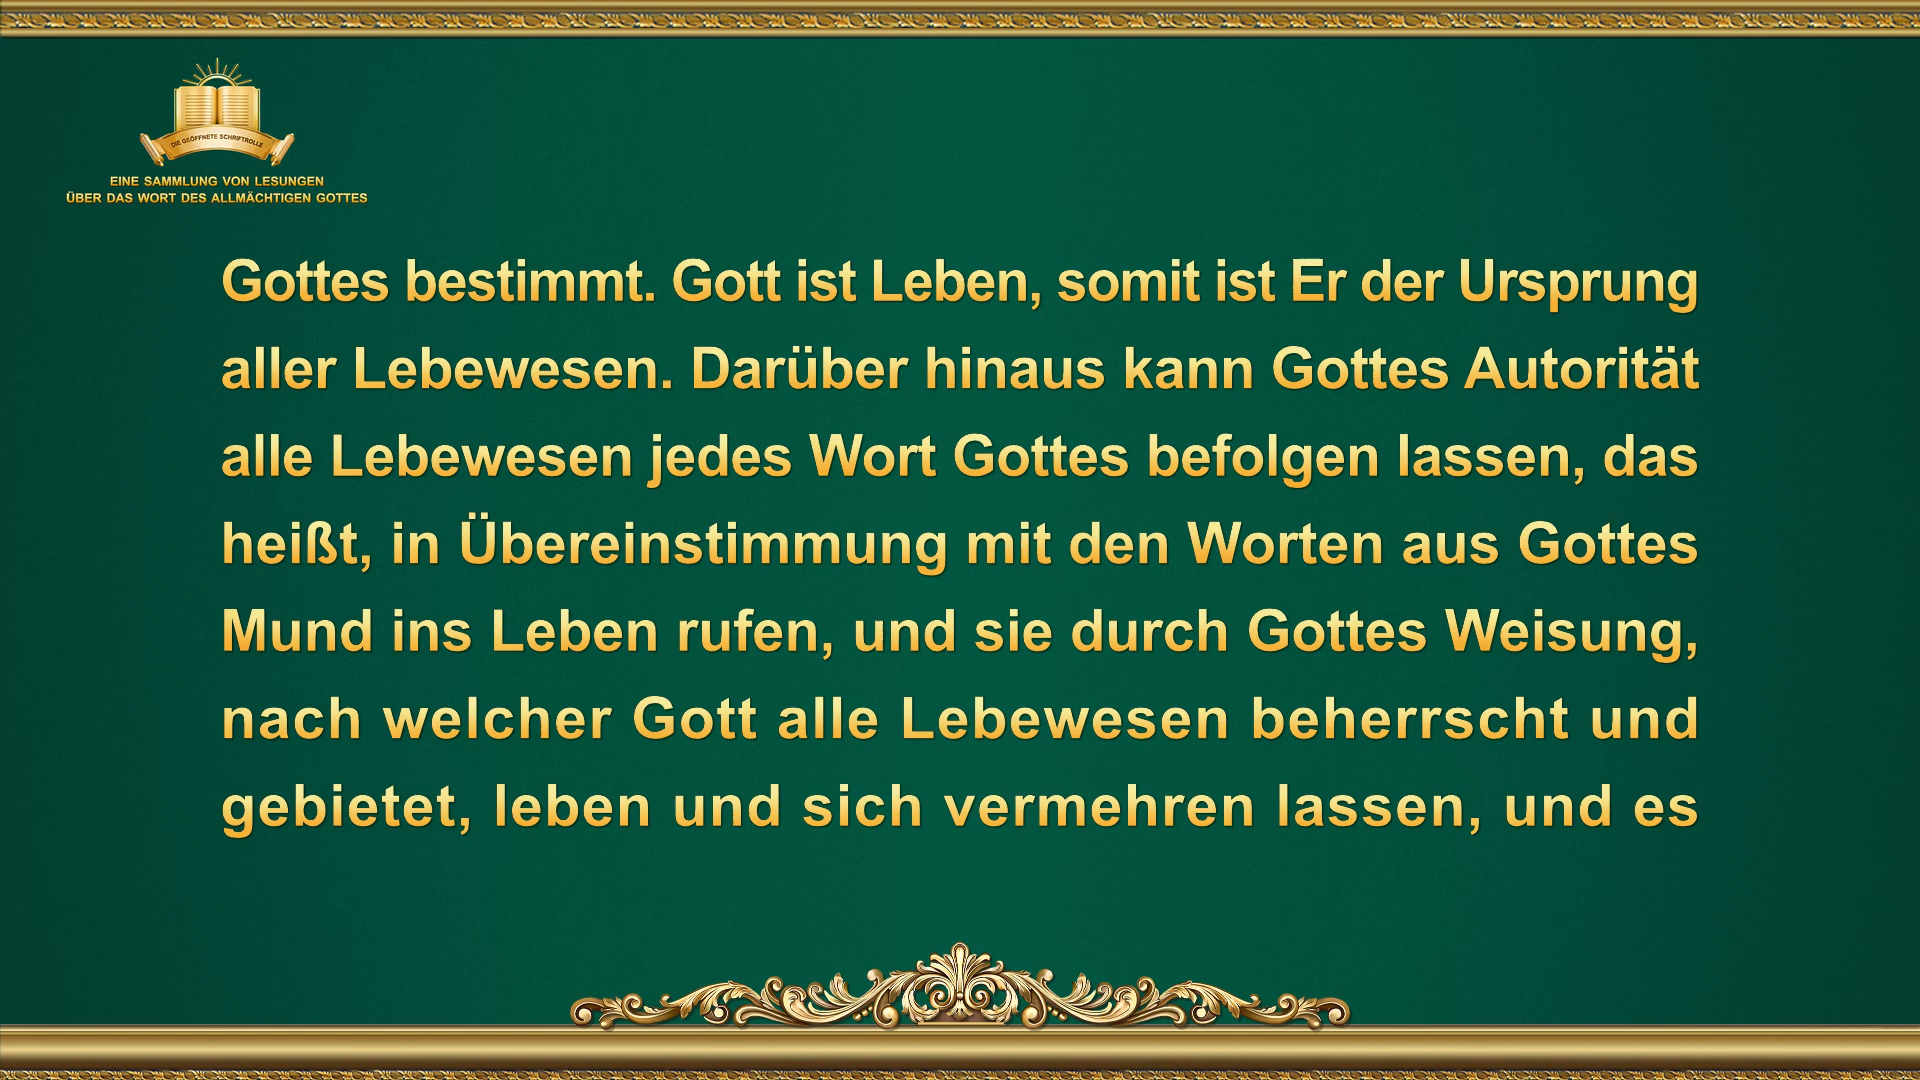 DIE GEÖFFNETE SCHRIFTROLLE
EINE SAMMLUNG VON LESUNGEN
ÜBER DAS WORT DES ALLMÄCHTIGEN GOTTES
Gottes bestimmt. Gott ist Leben, somit ist Er der Ursprung
aller Lebewesen. Darüber hinaus kann Gottes Autorität
alle Lebewesen jedes Wort Gottes befolgen lassen, das
heißt, in Übereinstimmung mit den Worten aus Gottes
Mund ins Leben rufen, und sie durch Gottes Weisung,
nach welcher Gott alle Lebewesen beherrscht und
gebietet, leben und sich vermehren lassen, und es